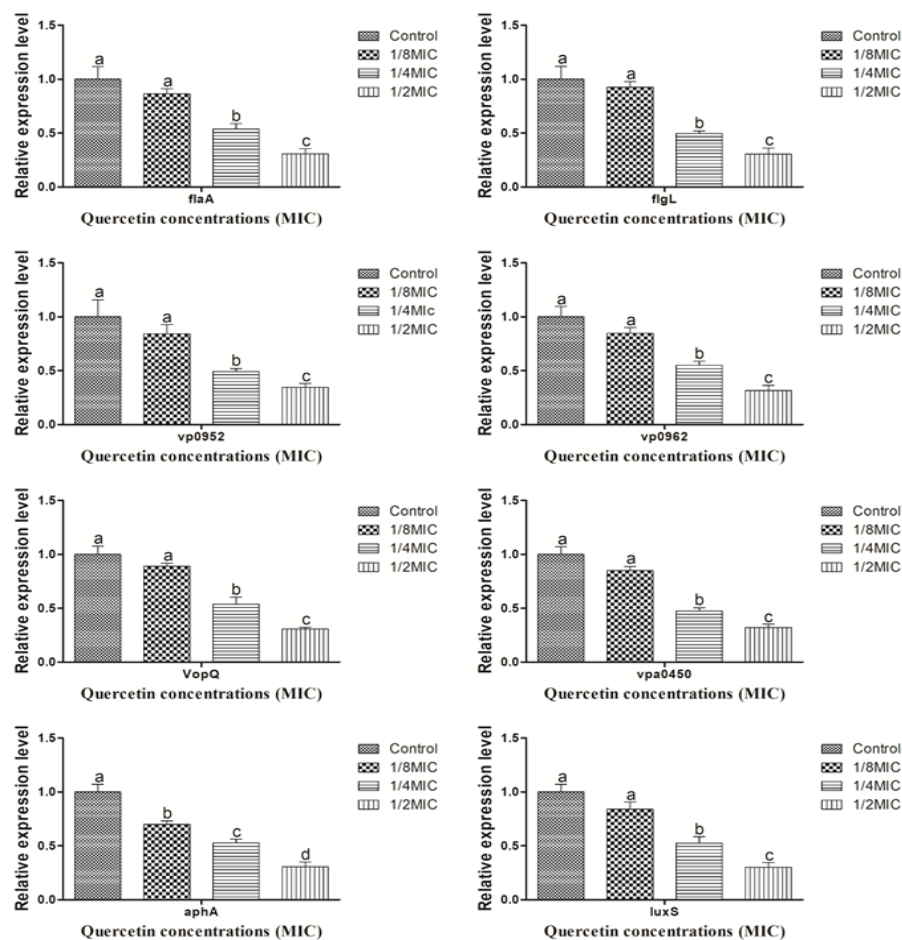 Relative expression level
1.5
1.0
0.5
0.0
a
a
b
c
flaA
Quercetin concentrations (MIC)
Control
1/8MIC
1/4MIC
1/2MIC
Relative expression level
1.5
1.0
0.5
0.0
a
a
b
c
flgL
Quercetin concentrations (MIC)
Control
1/8MIC
1/4MIC
1/2MIC
Relative expression level
1.5
1.0
0.5
0.0
a
a
b
c
vp0952
Quercetin concentrations (MIC)
Control
1/8MIC
1/4MIc
1/2MIC
Relative expression level
1.5
1.0
0.5
0.0
a
a
b
c
vp0962
Quercetin concentrations (MIC)
Control
1/8MIC
1/4MIC
1/2MIC
Relative expression level
1.5
1.0
0.5
0.0
a
a
b
c
VopQ
Quercetin concentrations (MIC)
Control
1/8MIC
1/4MIC
1/2MIC
Relative expression level
1.5
1.0
0.5
0.0
a
a
b
c
vpa0450
Quercetin concentrations (MIC)
Control
1/8MIC
1/4MIC
1/2MIC
Relative expression level
1.5
1.0
0.5
0.0
a
b
c
d
aphA
Quercetin concentrations (MIC)
Control
1/8MIC
1/4MIC
1/2MIC
Relative expression level
1.5
1.0
0.5
0.0
a
a
b
c
luxS
Quercetin concentrations (MIC)
Control
1/8MIC
1/4MIC
1/2MIC